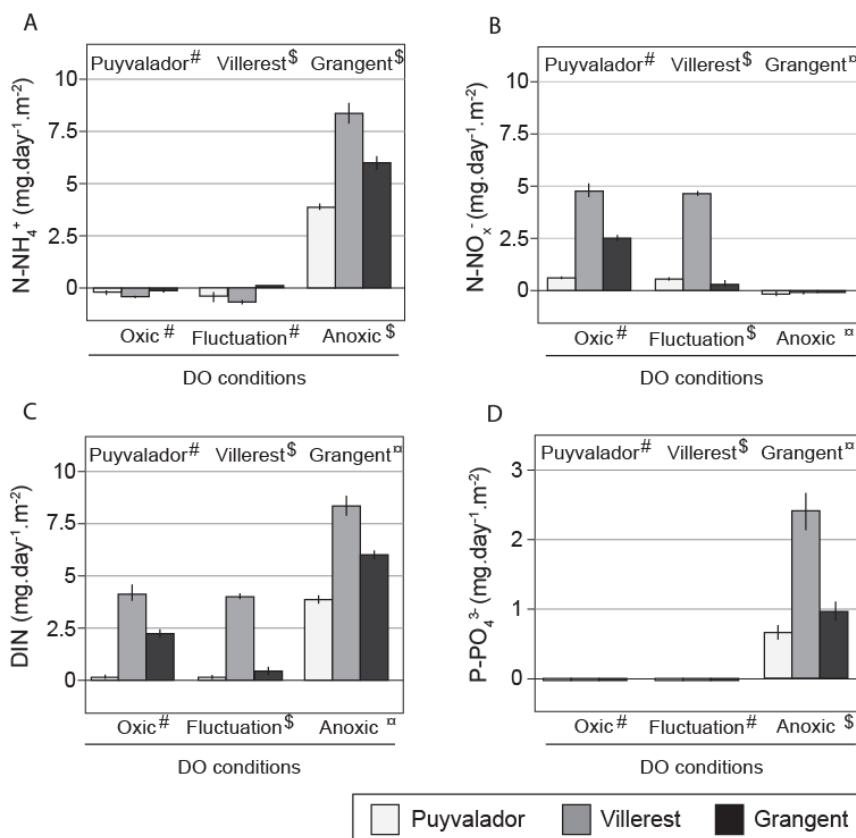 A
Puyvalador# Villerest$ Grangent$
10
7.5
5
2.5
0
N-NH₄⁺ (mg.day⁻¹.m⁻²)
Oxic # Fluctuation# Anoxic $
DO conditions
B
Puyvalador# Villerest$ Grangent¤
10
7.5
5
2.5
0
N-NOₓ⁻ (mg.day⁻¹.m⁻²)
Oxic # Fluctuation$ Anoxic ¤
DO conditions
C
Puyvalador# Villerest$ Grangent¤
10
7.5
5
2.5
0
DIN (mg.day⁻¹.m⁻²)
Oxic # Fluctuation$ Anoxic ¤
DO conditions
D
Puyvalador# Villerest$ Grangent¤
3
2
1
0
P-PO₄³⁻ (mg.day⁻¹.m⁻²)
Oxic # Fluctuation# Anoxic $
DO conditions
Puyvalador Villerest Grangent